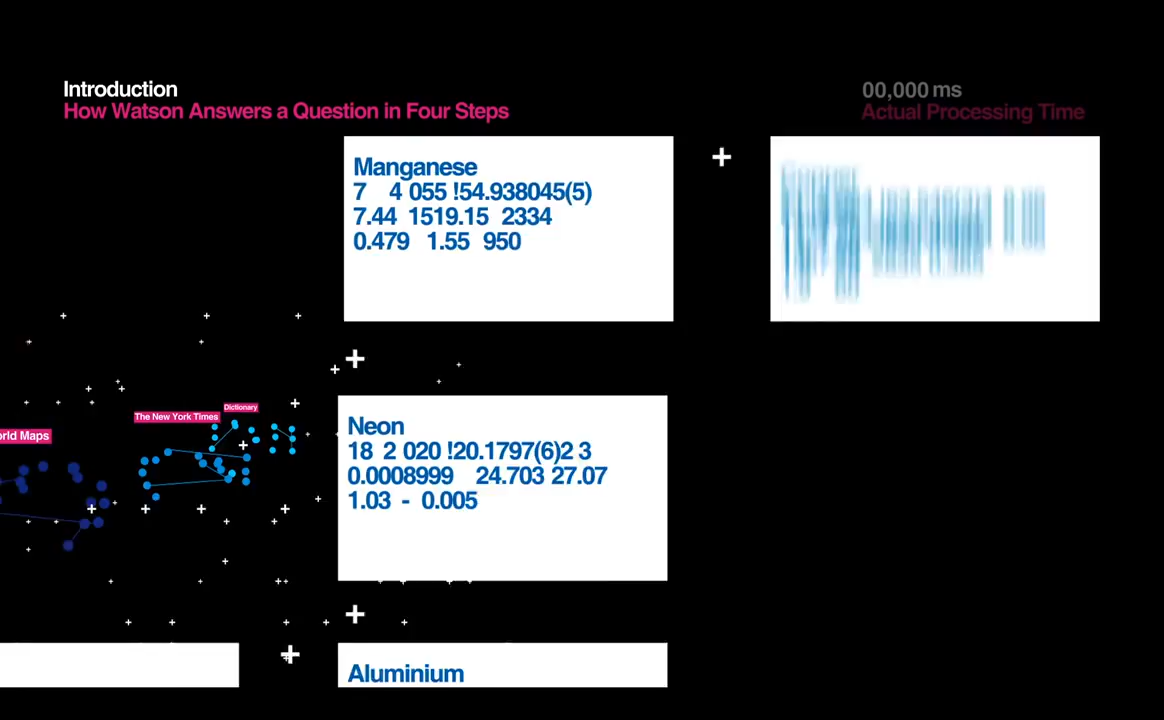 Introduction
How Watson Answers a Question in Four Steps
00,000 ms
Actual Processing Time
Manganese
7 4 055 !54.938045(5)
7.44 1519.15 2334
0.479 1.55 950
Dictionary
The New York Times
orld Maps
Neon
18 2 020 !20.1797(6)2 3
0.0008999 24.703 27.07
1.03 - 0.005
Aluminium